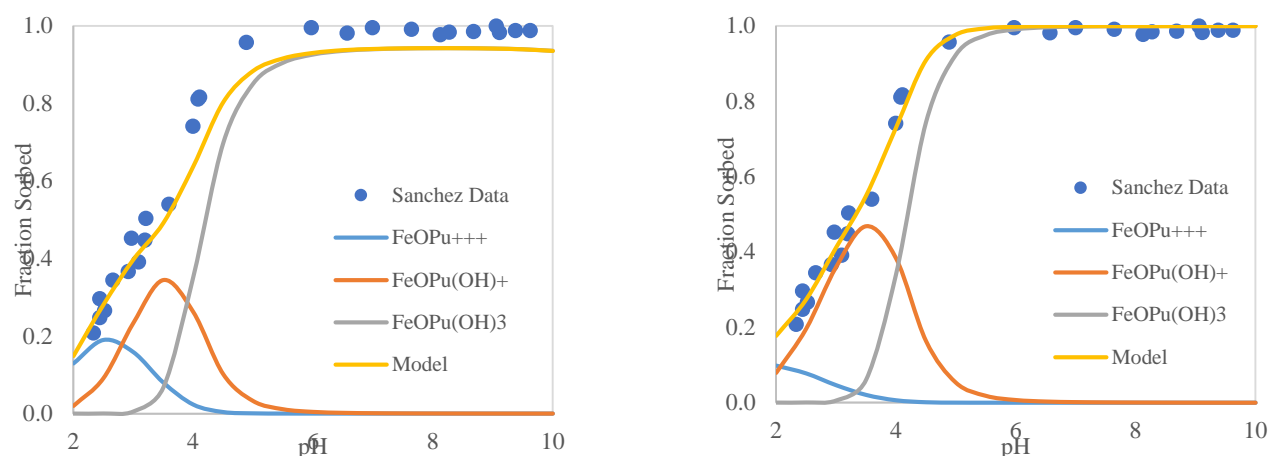 1.0
0.8
0.6
0.4
0.2
0.0
Fraction Sorbed
Sanchez Data
FeOPu+++
FeOPu(OH)+
FeOPu(OH)3
Model
2 4 6 8 10
pH
1.0
0.8
0.6
0.4
0.2
0.0
Fraction Sorbed
Sanchez Data
FeOPu+++
FeOPu(OH)+
FeOPu(OH)3
Model
2 4 6 8 10
pH